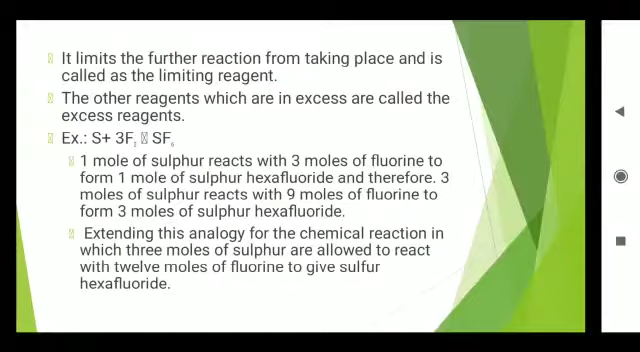 It limits the further reaction from taking place and is
called as the limiting reagent.
The other reagents which are in excess are called the
excess reagents.
Ex.: S+ 3F₂ SF₆
1 mole of sulphur reacts with 3 moles of fluorine to
form 1 mole of sulphur hexafluoride and therefore. 3
moles of sulphur reacts with 9 moles of fluorine to
form 3 moles of sulphur hexafluoride.
Extending this analogy for the chemical reaction in
which three moles of sulphur are allowed to react
with twelve moles of fluorine to give sulfur
hexafluoride.